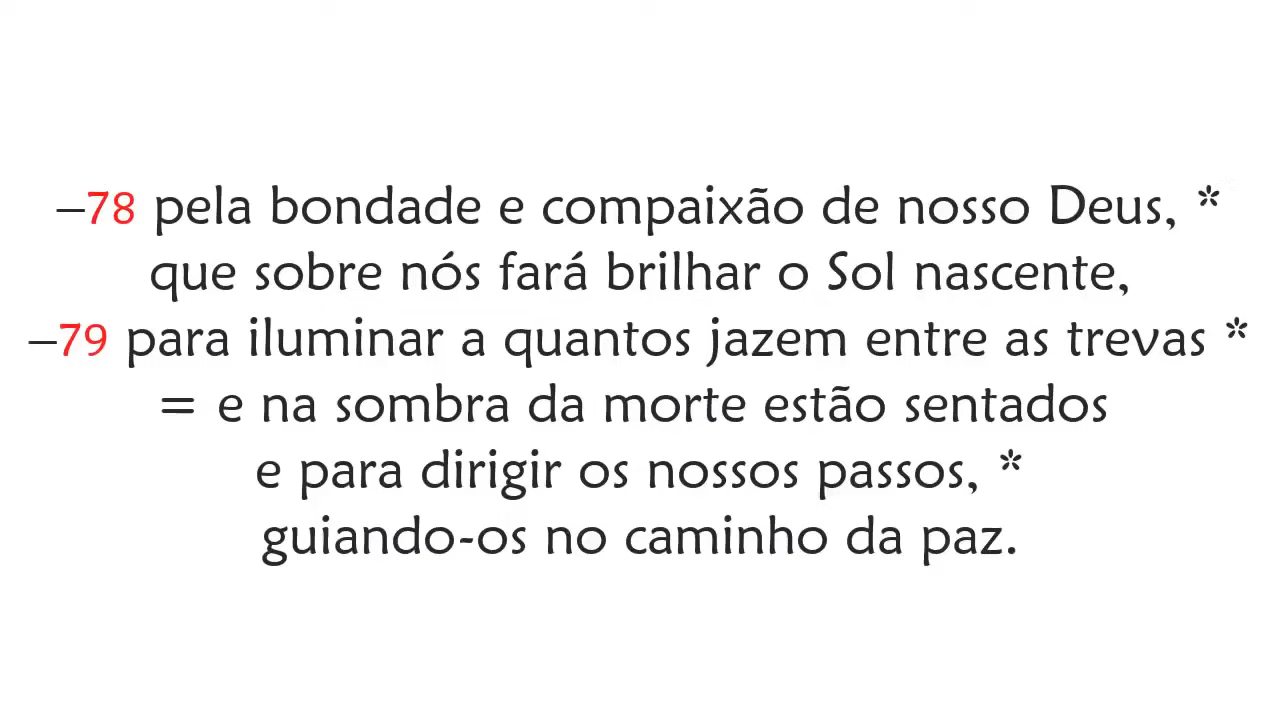 –78 pela bondade e compaixão de nosso Deus, *
que sobre nós fará brilhar o Sol nascente,
–79 para iluminar a quantos jazem entre as trevas *
= e na sombra da morte estão sentados
e para dirigir os nossos passos, *
guiando-os no caminho da paz.